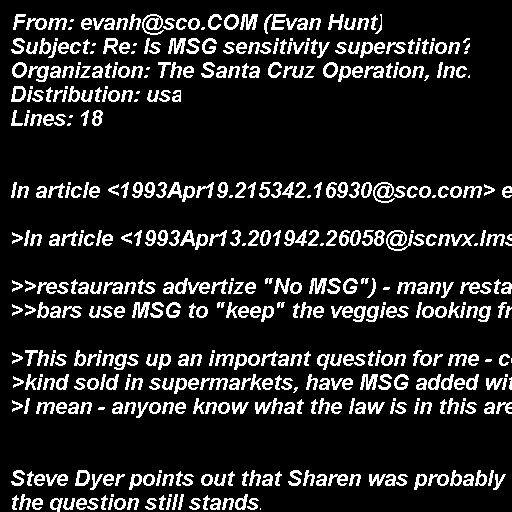 From: evanh@sco.COM (Evan Hunt)
Subject: Re: Is MSG sensitivity superstition?
Organization: The Santa Cruz Operation, Inc.
Distribution: usa
Lines: 18
In article <1993Apr19.215342.16930@sco.com> e
>In article <1993Apr13.201942.26058@jscnvx.lms
>>restaurants advertize "No MSG") - many resta
>>bars use MSG to "keep" the veggies looking fr
>This brings up an important question for me - c
>kind sold in supermarkets, have MSG added wit
>I mean - anyone know what the law is in this are
Steve Dyer points out that Sharen was probably
the question still stands.